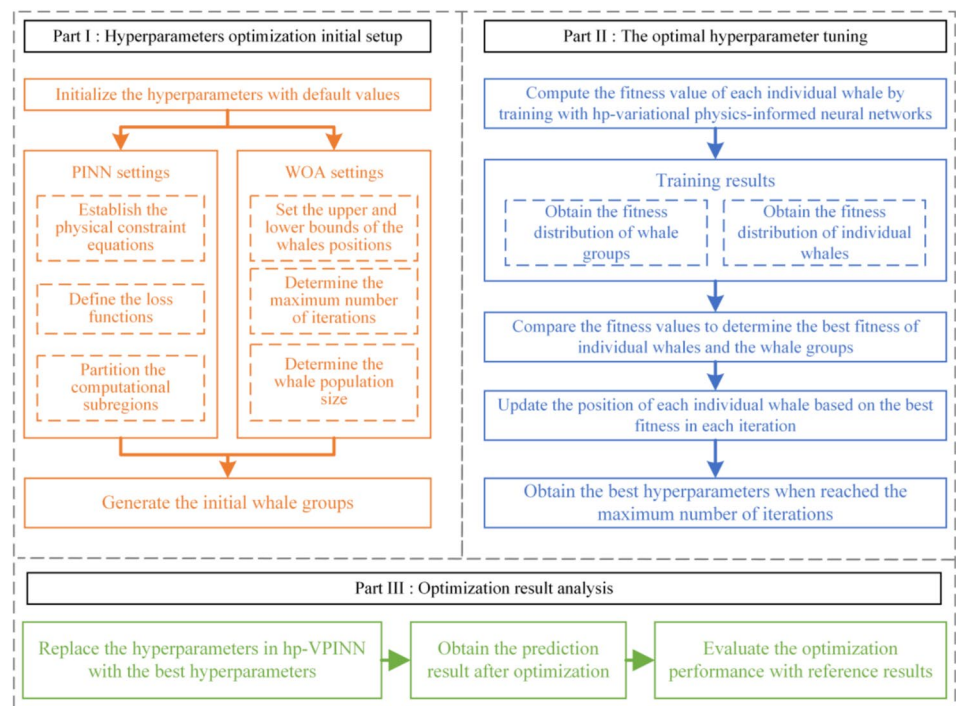 Part I : Hyperparameters optimization initial setup
Initialize the hyperparameters with default values
PINN settings
Establish the
physical constraint
equations
Define the loss
functions
Partition the
computational
subregions
WOA settings
Set the upper and
lower bounds of the
whales positions
Determine the
maximum number
of iterations
Determine the
whale population
size
Generate the initial whale groups
Part II : The optimal hyperparameter tuning
Compute the fitness value of each individual whale by
training with hp-variational physics-informed neural networks
Training results
Obtain the fitness
distribution of whale
groups
Obtain the fitness
distribution of individual
whales
Compare the fitness values to determine the best fitness of
individual whales and the whale groups
Update the position of each individual whale based on the best
fitness in each iteration
Obtain the best hyperparameters when reached the
maximum number of iterations
Part III : Optimization result analysis
Replace the hyperparameters in hp-VPINN
with the best hyperparameters
Obtain the prediction
result after optimization
Evaluate the optimization
performance with reference results